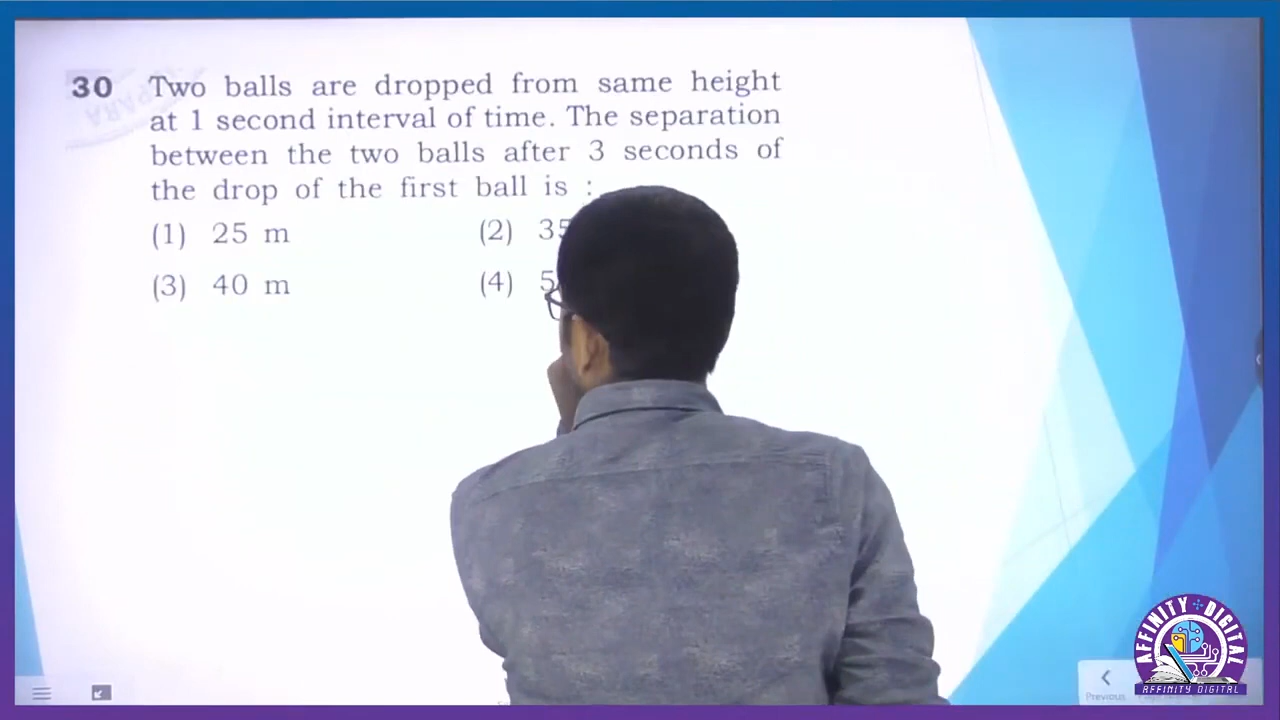 30 Two balls are dropped from same height
at 1 second interval of time. The separation
between the two balls after 3 seconds of
the drop of the first ball is :
(1) 25 m (2) 35
(3) 40 m (4) 5
Previous
AFFINITY DIGITAL
AFFINITY DIGITAL